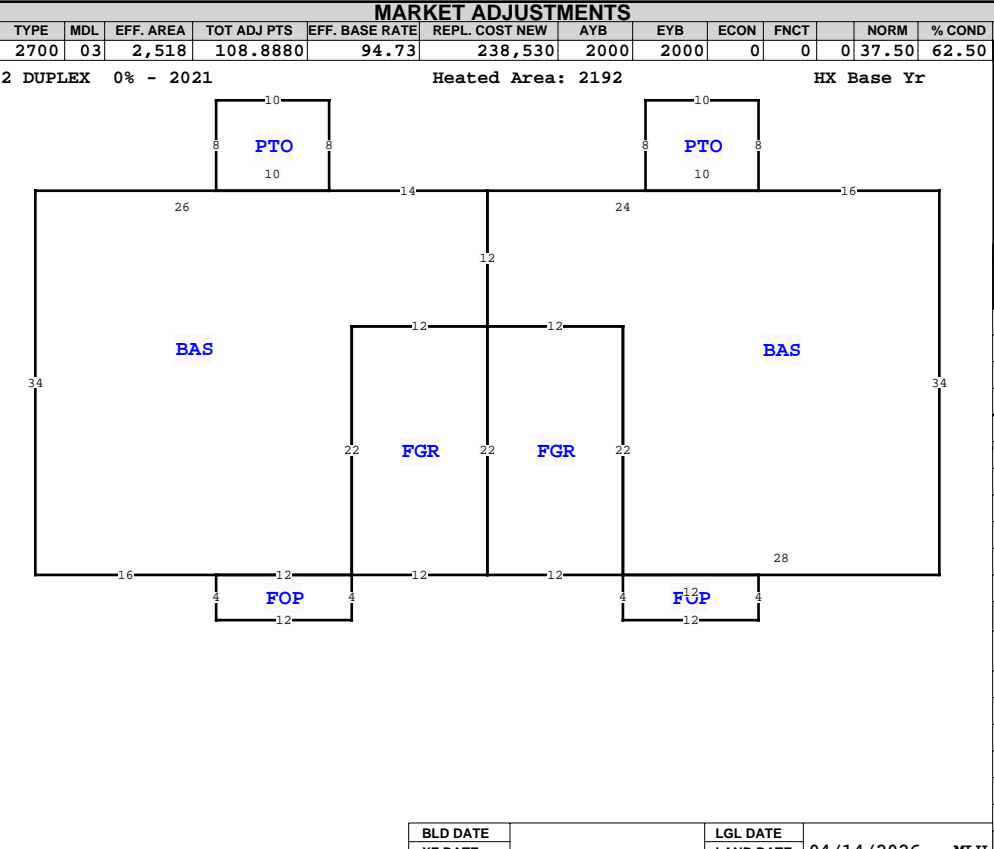 MARKET ADJUSTMENTS
TYPE MDL EFF. AREA TOT ADJ PTS EFF. BASE RATE REPL. COST NEW AYB EYB ECON FNCT NORM % COND
2700 03 2,518 108.8880 94.73 238,530 2000 2000 0 0 0 37.50 62.50
2 DUPLEX 0% - 2021 Heated Area: 2192 HX Base Yr
10 10
8 PTO 8 8 PTO 8
10 10
14 16
26 24
12
12 12
BAS BAS
34 34
22 FGR 22 FGR 22
28
16 12 12 12
4 FOP 4 4 12 FOP 4
12 12
BLD DATE LGL DATE